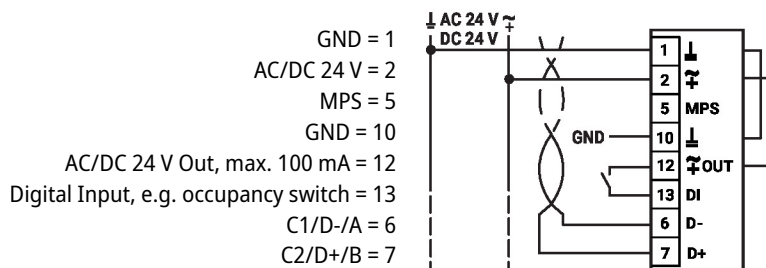 GND = 1
AC/DC 24 V = 2
MPS = 5
GND = 10
AC/DC 24 V Out, max. 100 mA = 12
Digital Input, e.g. occupancy switch = 13
C1/D-/A = 6
C2/D+/B = 7
AC 24 V
DC 24 V
1
2
5 MPS
GND 10
12 OUT
13 DI
6 D-
7 D+